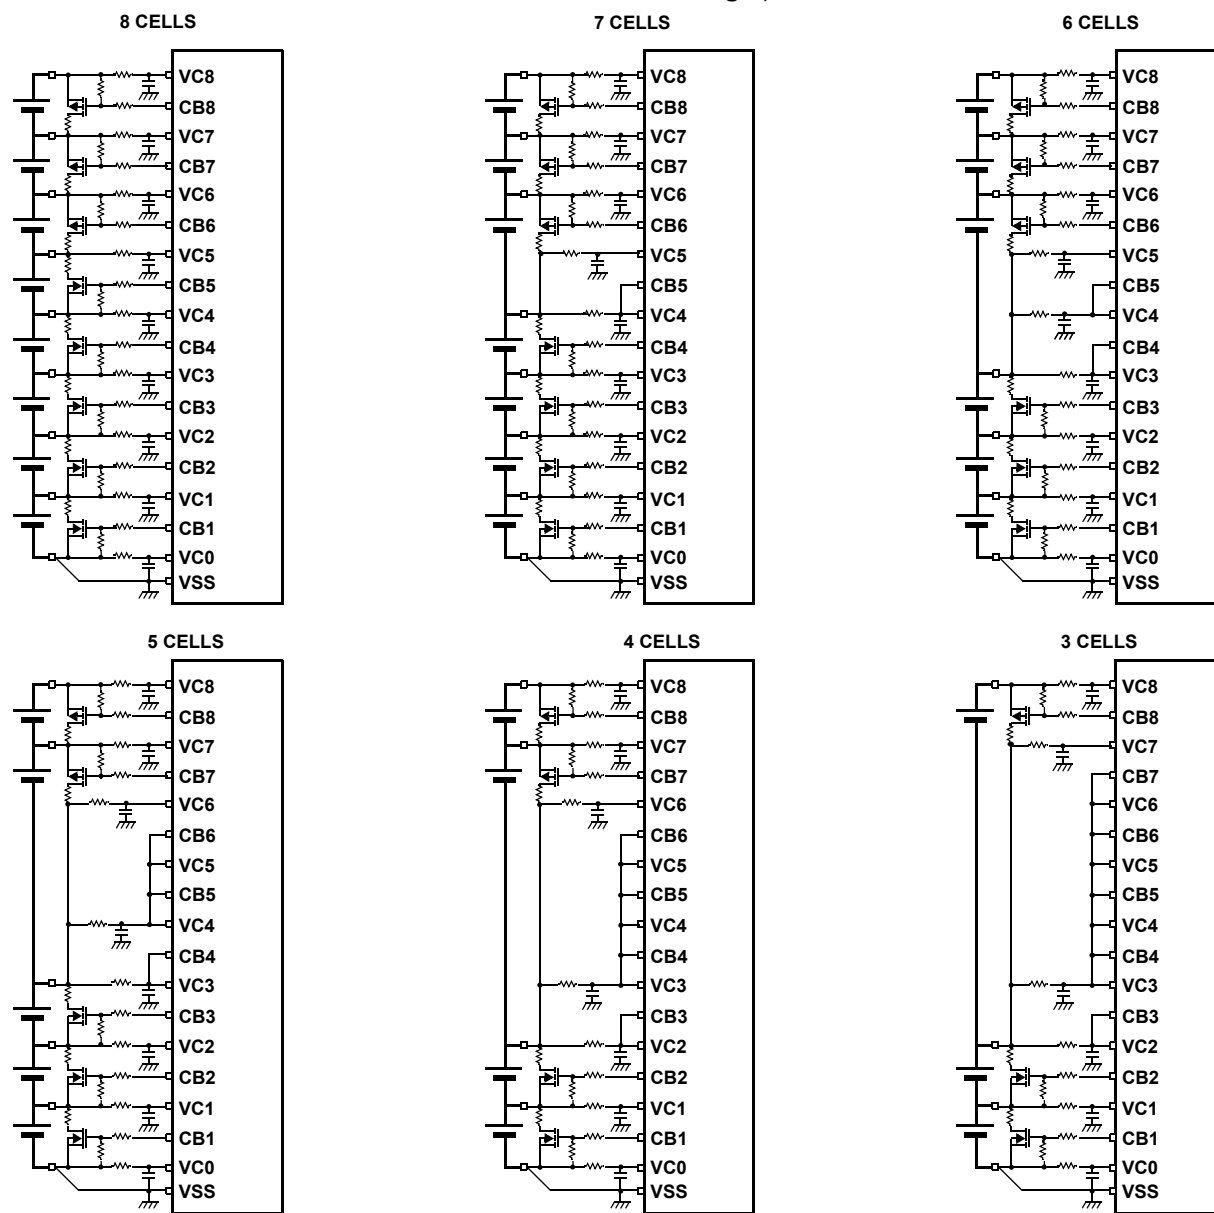 8 CELLS
VC8
CB8
VC7
CB7
VC6
CB6
VC5
CB5
VC4
CB4
VC3
CB3
VC2
CB2
VC1
CB1
VC0
VSS
7 CELLS
VC8
CB8
VC7
CB7
VC6
CB6
VC5
CB5
VC4
CB4
VC3
CB3
VC2
CB2
VC1
CB1
VC0
VSS
6 CELLS
VC8
CB8
VC7
CB7
VC6
CB6
VC5
CB5
VC4
CB4
VC3
CB3
VC2
CB2
VC1
CB1
VC0
VSS
5 CELLS
VC8
CB8
VC7
CB7
VC6
CB6
VC5
CB5
VC4
CB4
VC3
CB3
VC2
CB2
VC1
CB1
VC0
VSS
4 CELLS
VC8
CB8
VC7
CB7
VC6
CB6
VC5
CB5
VC4
CB4
VC3
CB3
VC2
CB2
VC1
CB1
VC0
VSS
3 CELLS
VC8
CB8
VC7
CB7
VC6
CB6
VC5
CB5
VC4
CB4
VC3
CB3
VC2
CB2
VC1
CB1
VC0
VSS